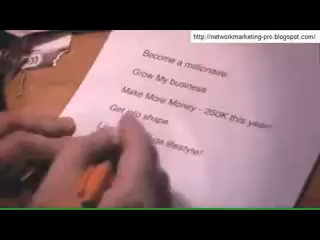 http://networkmarketing-pro.blogspot.com/
Become a millionaire.
Grow My business
Make More Money - 250K this year!
Get into shape
lifestyle!